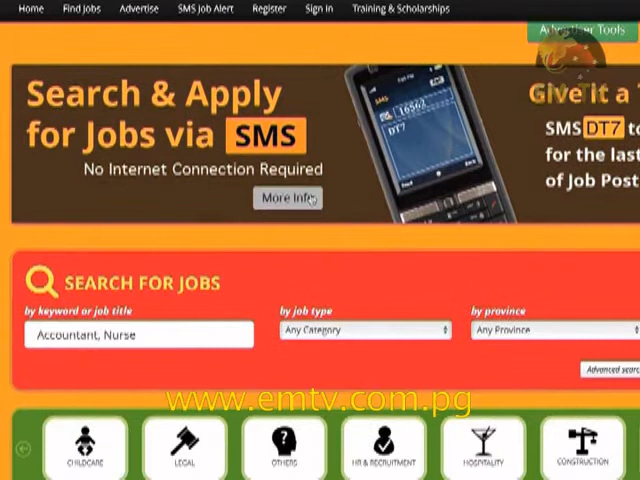 Home Find Jobs Advertise SMS Job Alert Register Sign In Training & Scholarships
Advertiser Tools
Search & Apply
for Jobs via SMS
No Internet Connection Required
More Info
SMS
16562
DT7
Give it a
SMS DT7 to
for the last
of Job Post
SEARCH FOR JOBS
by keyword or job title
by job type
by province
Accountant, Nurse
Any Category
Any Province
Advanced searc
www.emtv.com.pg
CHILDCARE
LEGAL
OTHERS
HR & RECRUITMENT
HOSPITALITY
CONSTRUCTION